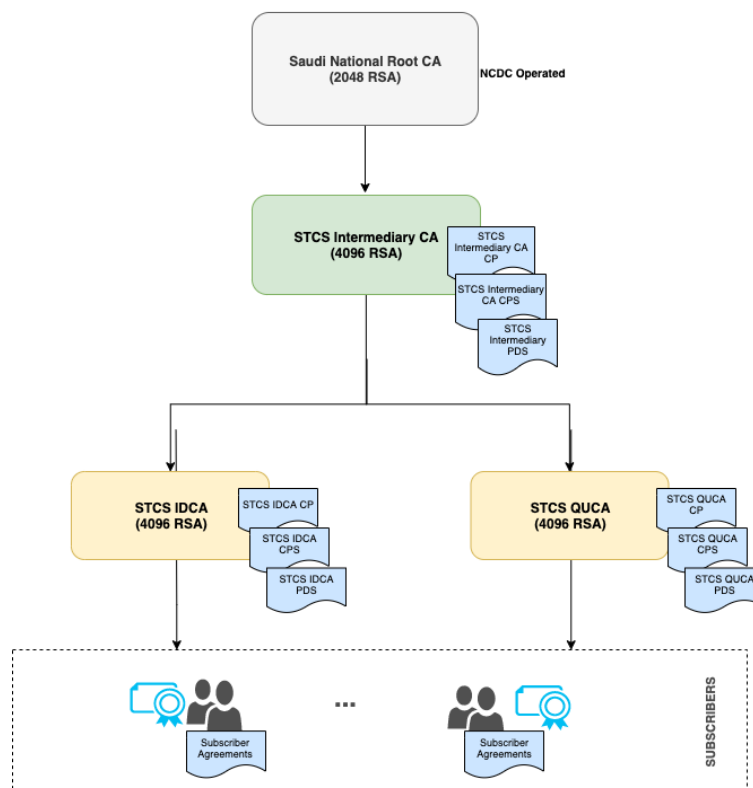 Saudi National Root CA
(2048 RSA)
NCDC Operated
STCS Intermediary CA
(4096 RSA)
STCS
Intermediary CA
CP
STCS Intermediary
CA CPS
STCS
Intermediary
PDS
STCS IDCA
(4096 RSA)
STCS IDCA CP
STCS IDCA
CPS
STCS IDCA
PDS
STCS QUCA
(4096 RSA)
STCS QUCA
CP
STCS QUCA
CPS
STCS QUCA
PDS
...
Subscriber
Agreements
Subscriber
Agreements
SUBSCRIBERS